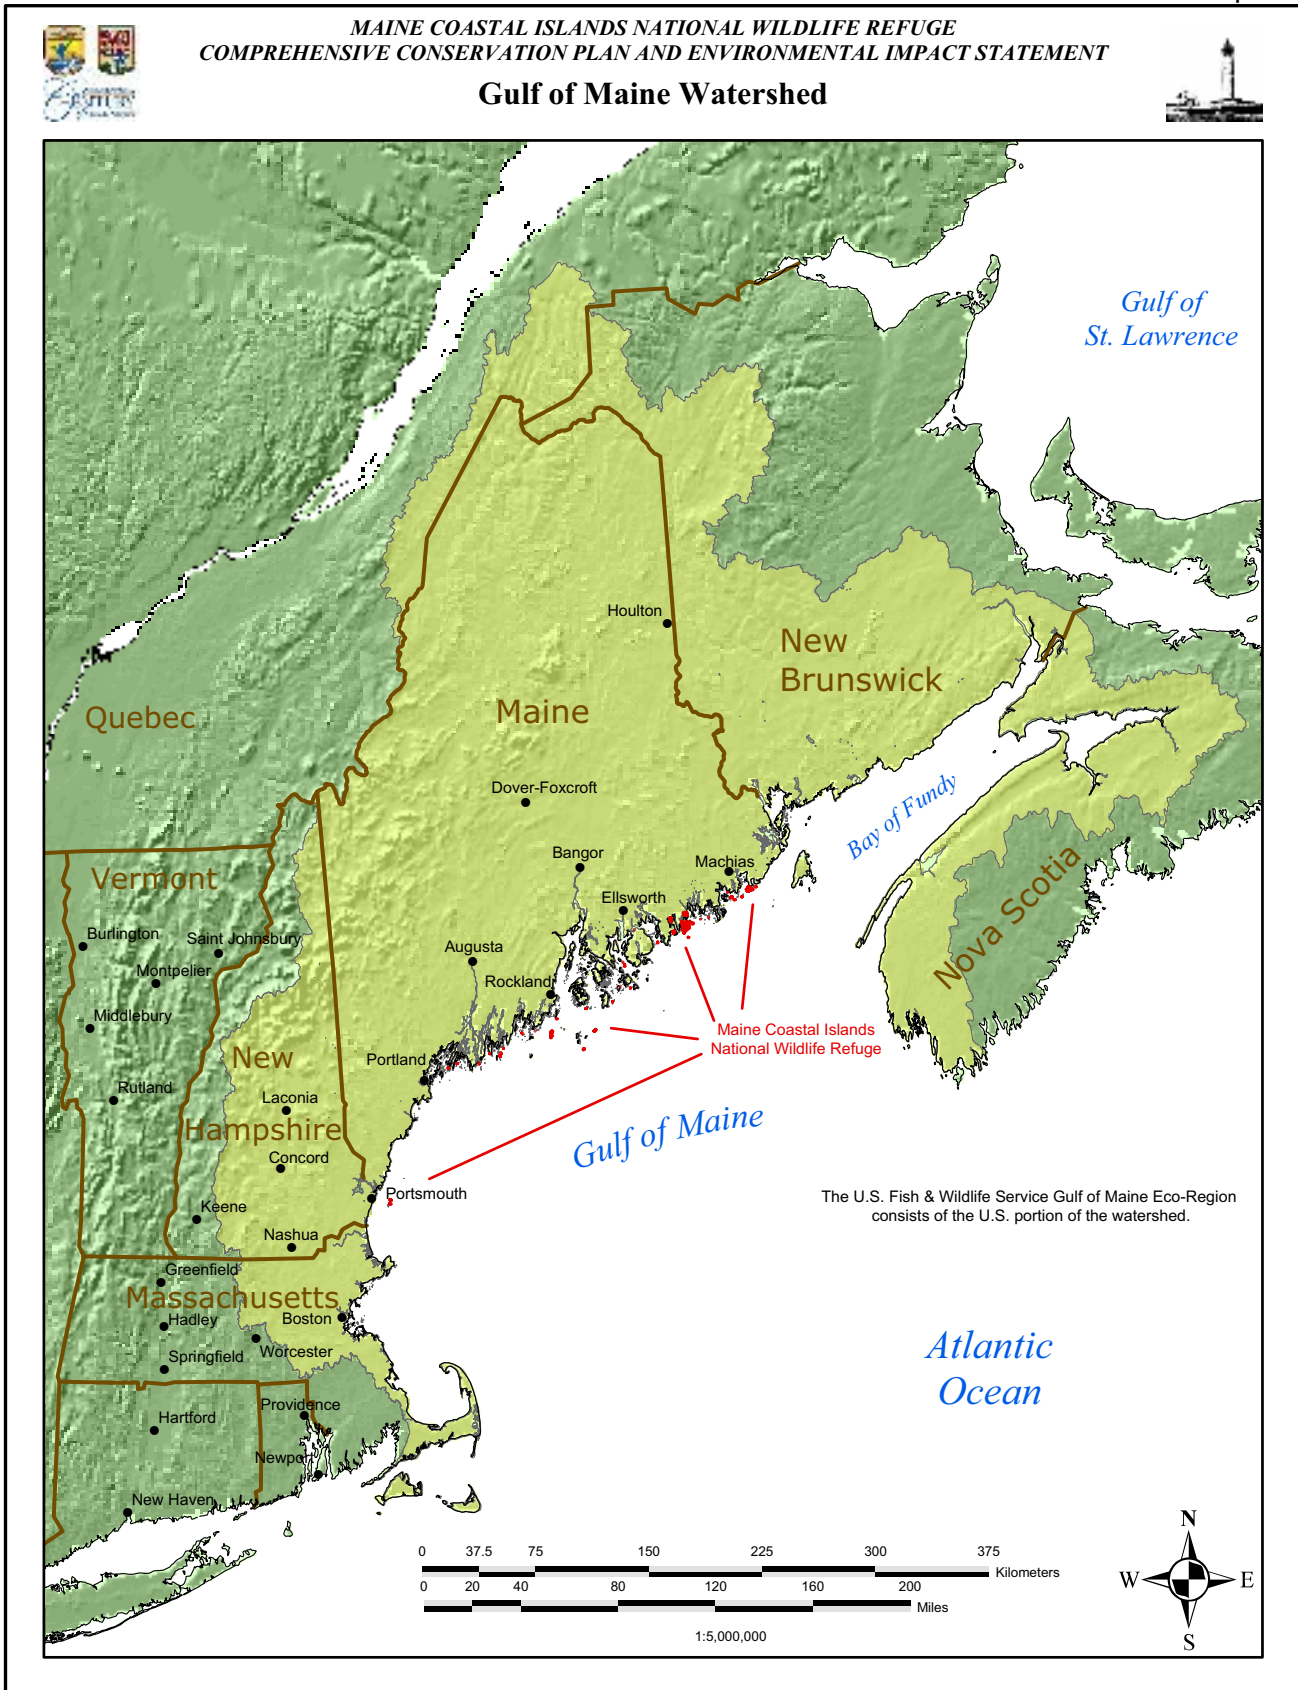 MAINE COASTAL ISLANDS NATIONAL WILDLIFE REFUGE
COMPREHENSIVE CONSERVATION PLAN AND ENVIRONMENTAL IMPACT STATEMENT
Gulf of Maine Watershed
Gulf of
St. Lawrence
Houlton
New
Brunswick
Quebec
Maine
Dover-Foxcroft
Bay of Fundy
Bangor
Machias
Vermont
Ellsworth
Nova Scotia
Burlington
Saint Johnsbury
Augusta
Montpelier
Rockland
Middlebury
Maine Coastal Islands
National Wildlife Refuge
New
Portland
Rutland
Laconia
Hampshire
Gulf of Maine
Concord
Portsmouth
The U.S. Fish & Wildlife Service Gulf of Maine Eco-Region
consists of the U.S. portion of the watershed.
Keene
Nashua
Greenfield
Massachusetts
Hadley
Boston
Worcester
Springfield
Atlantic
Ocean
Providence
Hartford
Newport
New Haven
N
W
E
S
0 37.5 75 150 225 300 375
Kilometers
0 20 40 80 120 160 200
Miles
1:5,000,000